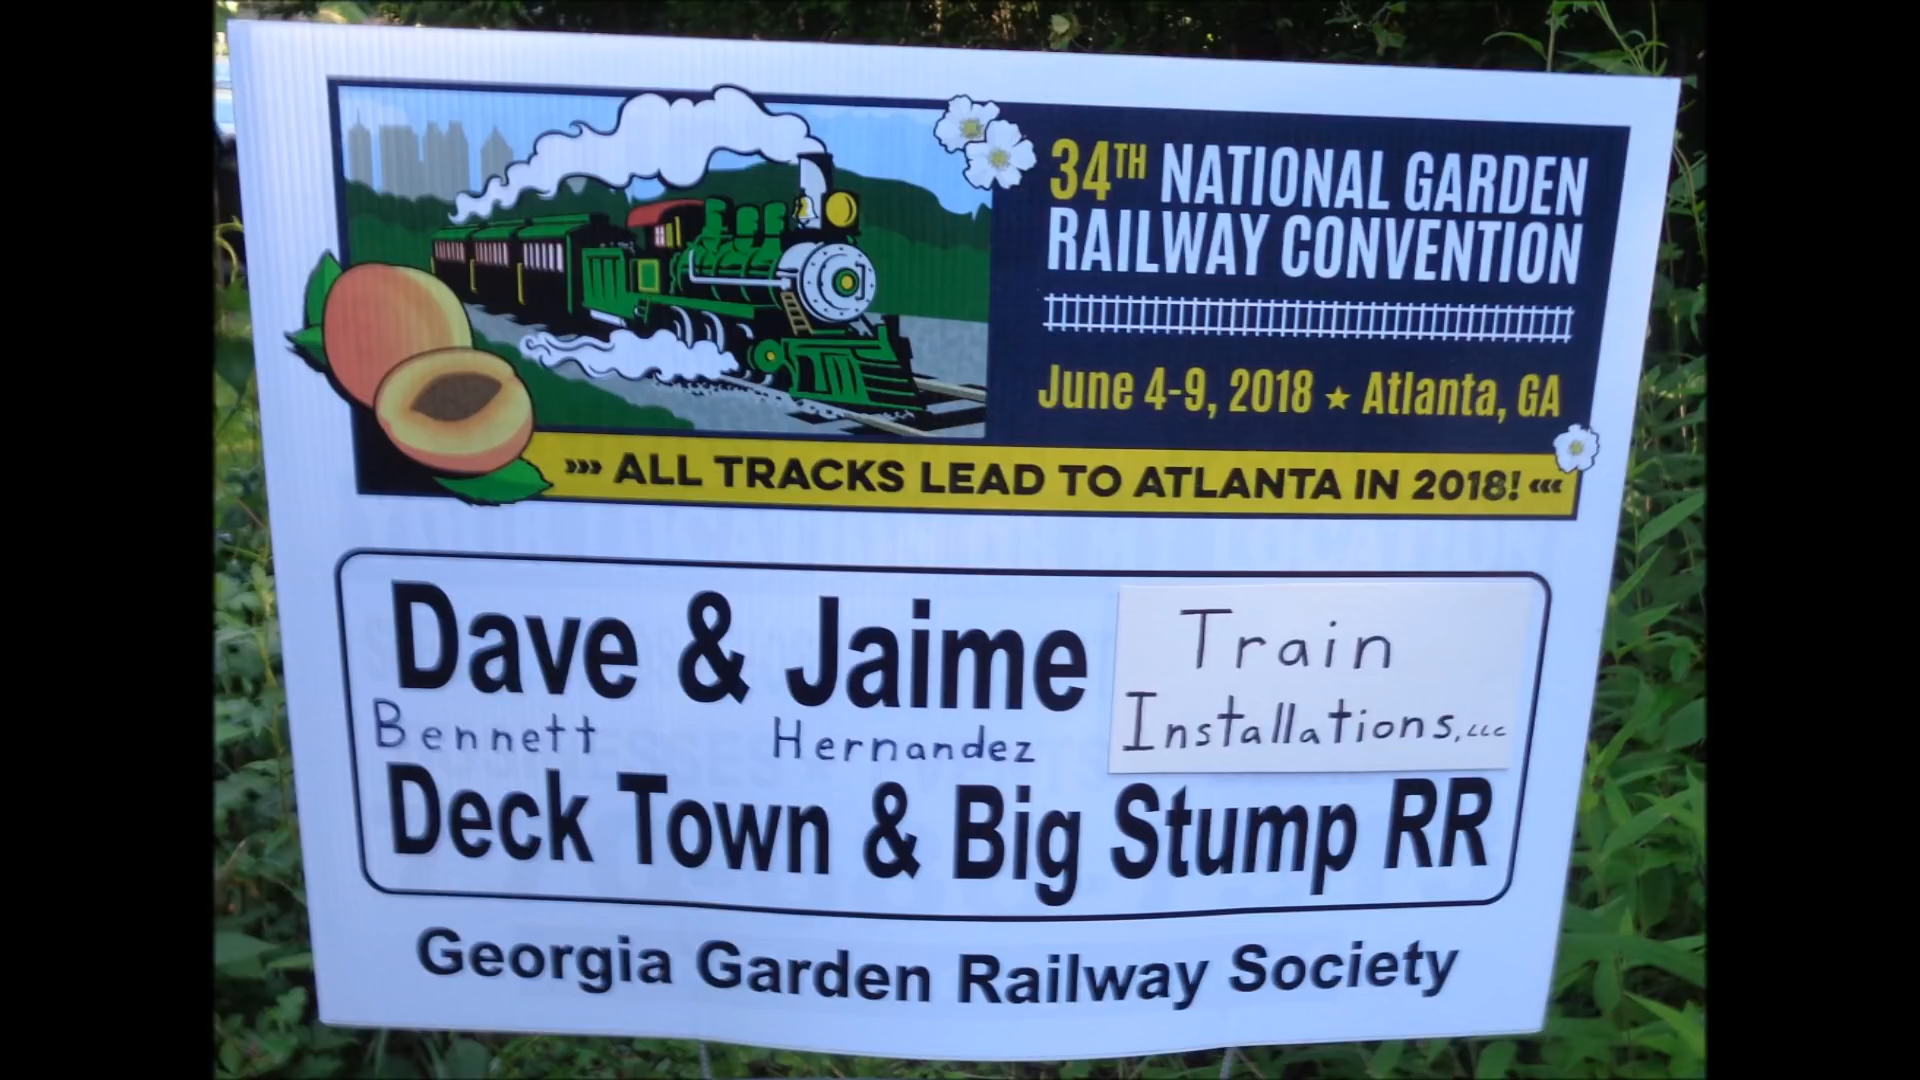 34TH NATIONAL GARDEN
RAILWAY CONVENTION
June 4-9, 2018 ★ Atlanta, GA
››› ALL TRACKS LEAD TO ATLANTA IN 2018! ‹‹‹
Dave & Jaime
Bennett Hernandez
Train
Installations, LLC
Deck Town & Big Stump RR
Georgia Garden Railway Society